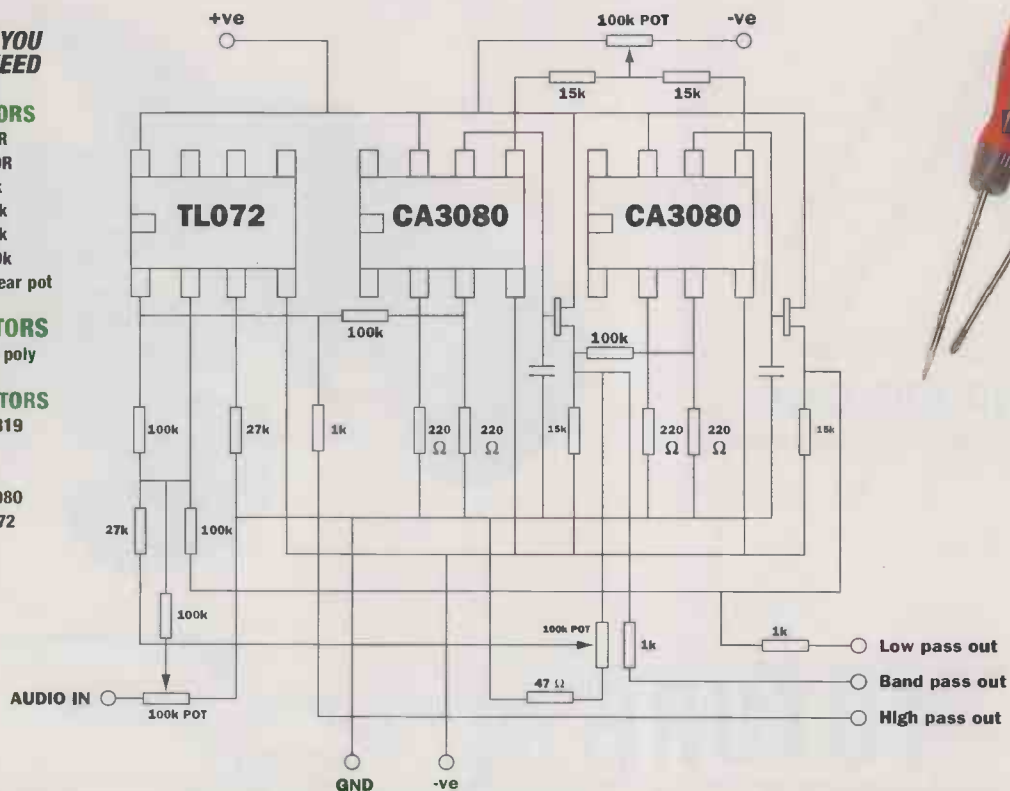 YOU
EED
ORS
R
0R
k
k
k
0k
ear pot
TORS
poly
TORS
819
080
72
+ve
100k POT
-ve
15k
15k
TL072
CA3080
CA3080
100k
100k
100k
27k
1k
220
Ω
220
Ω
15k
220
Ω
220
Ω
15k
27k
100k
100k
100k POT
1k
1k
Low pass out
47 Ω
Band pass out
AUDIO IN
100k POT
High pass out
GND
-ve